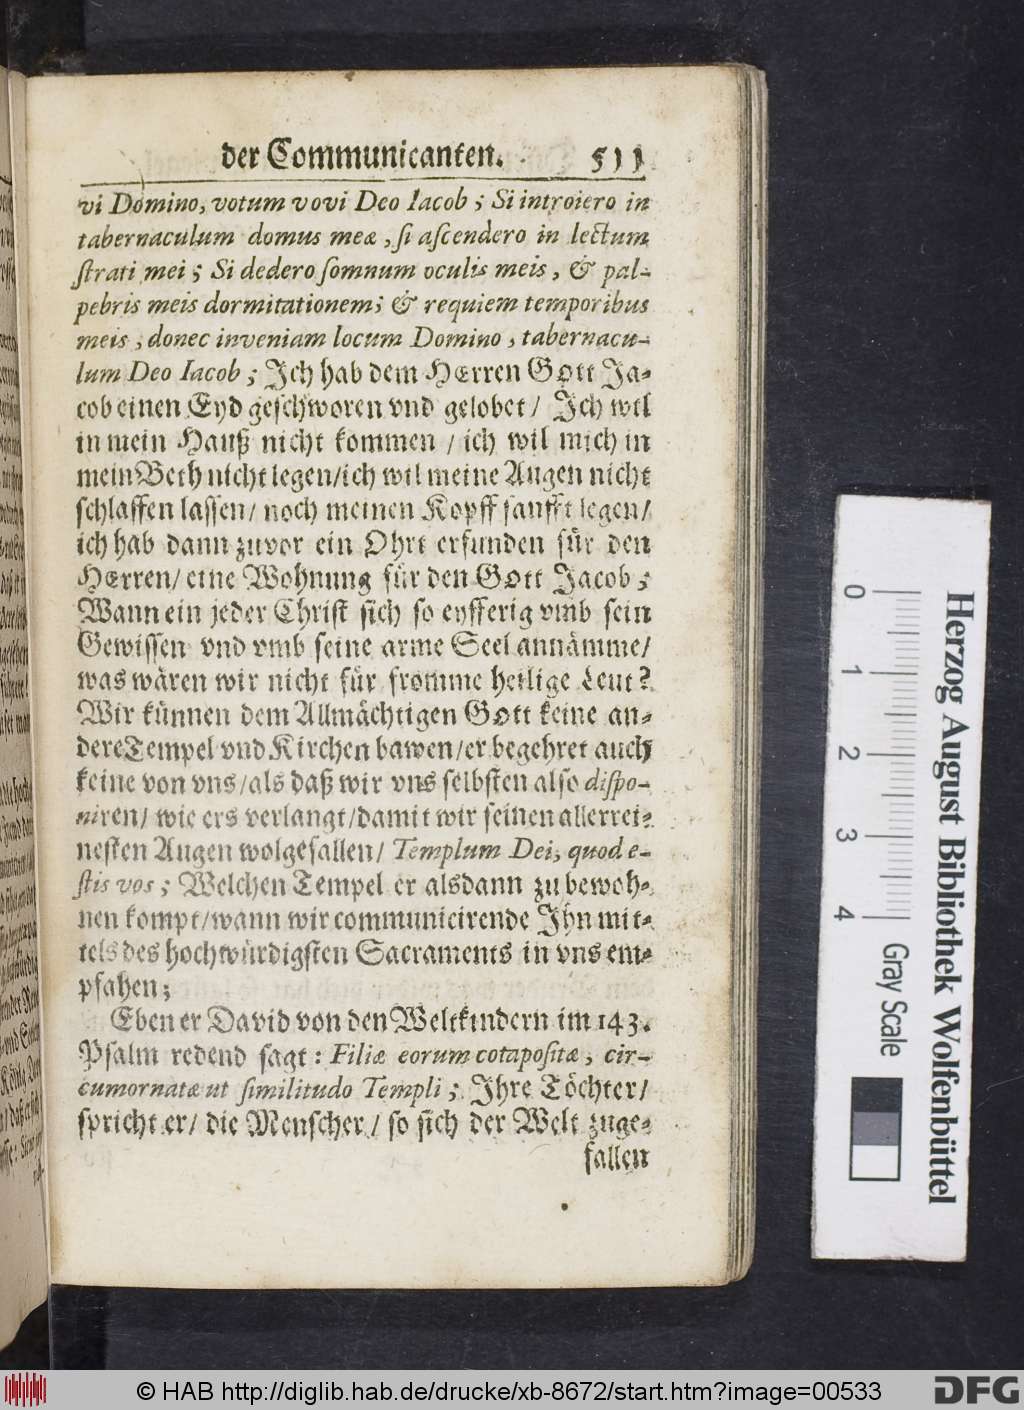 der Communicanten. 511
vi Domino, votum vovi Deo Iacob; Si introiero in
tabernaculum domus meæ, ſi aſcendero in lectum
ſtrati mei; Si dedero ſomnum oculis meis, & pal-
pebris meis dormitationem; & requiem temporibus
meis, donec inveniam locum Domino, tabernacu-
lum Deo Iacob; Ich hab dem HErren GOtt Ja-
cob einen Eyd geſchworen vnd gelobet/ Ich wil
in mein Hauß nicht kommen / ich wil mich in
mein Beth nicht legen/ich wil meine Augen nicht
ſchlaffen laſſen/ noch meinen Kopff ſanfft legen/
ich hab dann zuvor ein Ohrt erfunden für den
HErren/ eine Wohnung für den GOtt Jacob;
Wann ein jeder Chriſt ſich ſo eyfferig vmb ſein
Gewiſſen vnd vmb ſeine arme Seel annämme/
was wären wir nicht für fromme heilige Leut?
Wir künnen dem Allmächtigen GOtt keine an-
dere Tempel vnd Kirchen bawen/er begehret auch
keine von vns/als daß wir vns ſelbſten alſo diſpo-
niren/ wie ers verlangt/damit wir ſeinen allerrei-
neſten Augen wolgefallen/ Templum Dei, quod e-
ſtis vos; Welchen Tempel er alsdann zu bewoh-
nen kompt/wann wir communicirende Ihn mit-
tels des hochwürdigſten Sacraments in vns em-
pfahen;
Eben er David von den Weltkindern im 143.
Pſalm redend ſagt: Filiæ eorum compoſitæ, cir-
cumornatæ ut ſimilitudo Templi; Ihre Töchter/
ſpricht er/ die Menſcher/ ſo ſich der Welt zuge-
fallen
0 1 2 3 4 Gray Scale
Herzog August Bibliothek Wolfenbüttel
© HAB http://diglib.hab.de/drucke/xb-8672/start.htm?image=00533
DFG